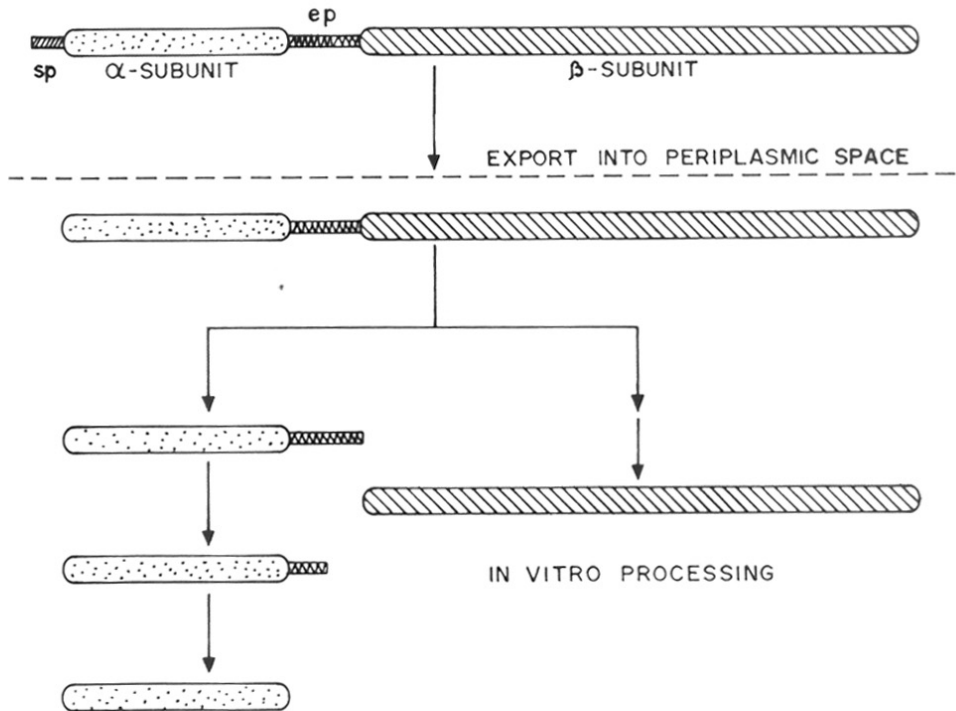 ep
sp α-SUBUNIT β-SUBUNIT
EXPORT INTO PERIPLASMIC SPACE
IN VITRO PROCESSING